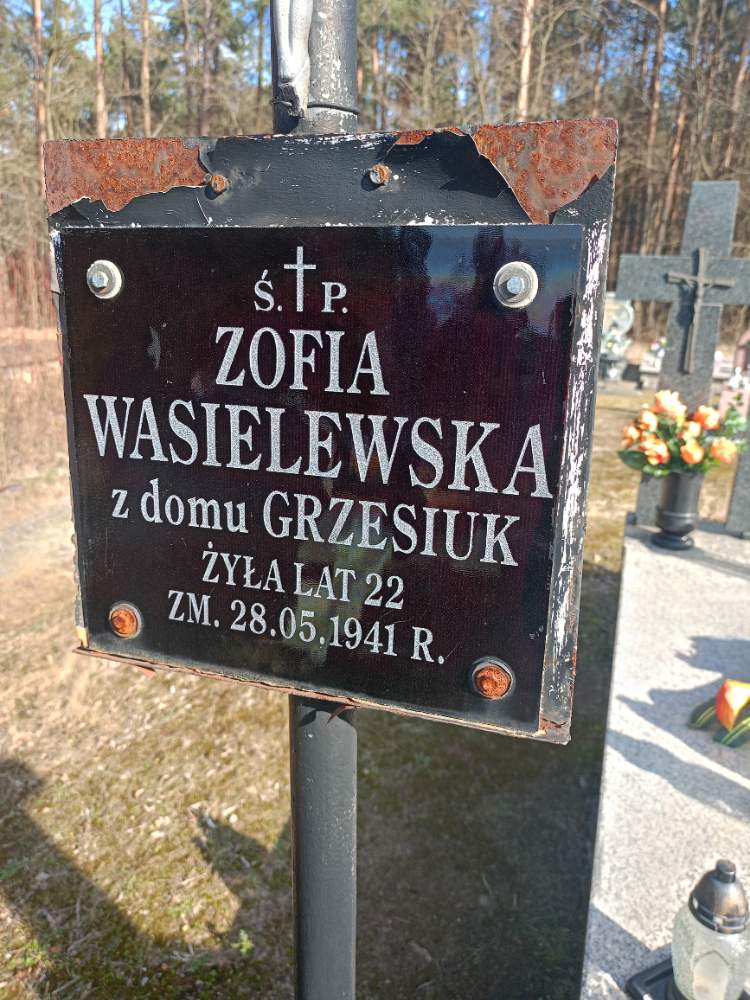 Ś.†P.
ZOFIA
WASIELEWSKA
z domu GRZESIUK
ŻYŁA LAT 22
ZM. 28.05.1941 R.